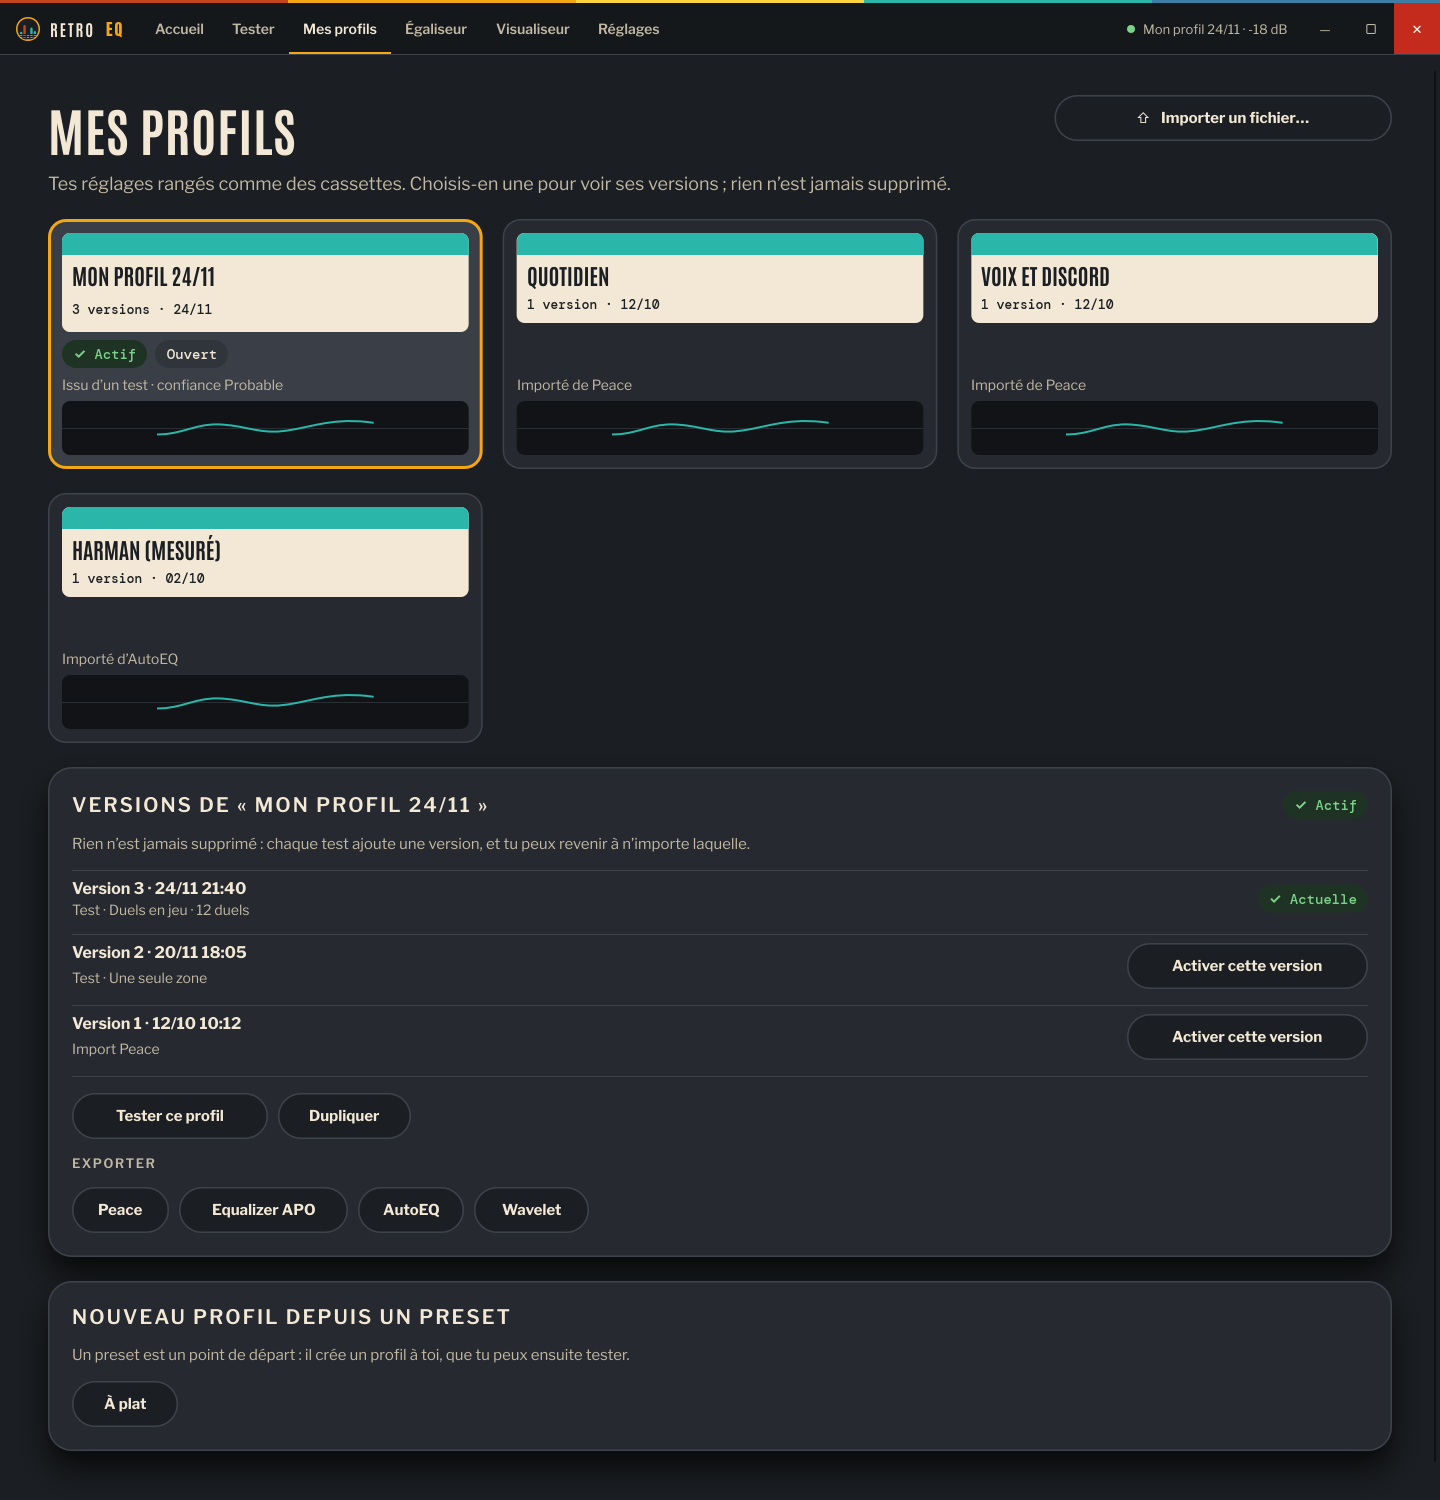 RETRO EQ Accueil Tester Mes profils Égaliseur Visualiseur Réglages Mon profil 24/11 · -18 dB
MES PROFILS
Importer un fichier…
Tes réglages rangés comme des cassettes. Choisis-en une pour voir ses versions ; rien n’est jamais supprimé.
MON PROFIL 24/11
3 versions · 24/11
✓ Actif Ouvert
Issu d’un test · confiance Probable
QUOTIDIEN
1 version · 12/10
Importé de Peace
VOIX ET DISCORD
1 version · 12/10
Importé de Peace
HARMAN (MESURÉ)
1 version · 02/10
Importé d’AutoEQ
VERSIONS DE « MON PROFIL 24/11 »
✓ Actif
Rien n’est jamais supprimé : chaque test ajoute une version, et tu peux revenir à n’importe laquelle.
Version 3 · 24/11 21:40
Test · Duels en jeu · 12 duels
✓ Actuelle
Version 2 · 20/11 18:05
Test · Une seule zone
Activer cette version
Version 1 · 12/10 10:12
Import Peace
Activer cette version
Tester ce profil Dupliquer
EXPORTER
Peace Equalizer APO AutoEQ Wavelet
NOUVEAU PROFIL DEPUIS UN PRESET
Un preset est un point de départ : il crée un profil à toi, que tu peux ensuite tester.
À plat